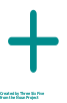 Created by Three Six Five
from the Noun Project